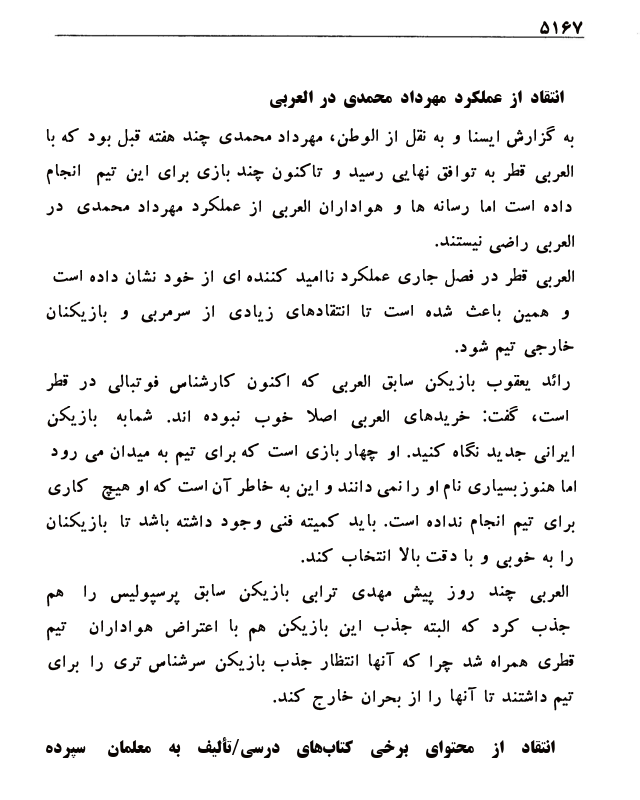 ۵۱۶۷
انتقاد از عملکرد مهرداد محمدی در العربی
به گزارش ایسنا و به نقل از الوطن، مهرداد محمدی چند هفته قبل بود که با
العربی قطر به توافق نهایی رسید و تاکنون چند بازی برای این تیم انجام
داده است اما رسانه ها و هواداران العربی از عملکرد مهرداد محمدی در
العربی راضی نیستند.
العربی قطر در فصل جاری عملکرد ناامید کننده ای از خود نشان داده است
و همین باعث شده است تا انتقادهای زیادی از سرمربی و بازیکنان
خارجی تیم شود.
رائد یعقوب بازیکن سابق العربی که اکنون کارشناس فوتبالی در قطر
است، گفت: خریدهای العربی اصلا خوب نبوده اند. شمابه بازیکن
ایرانی جدید نگاه کنید. او چهار بازی است که برای تیم به میدان می رود
اما هنوز بسیاری نام او را نمی دانند و این به خاطر آن است که او هیچ کاری
برای تیم انجام نداده است. باید کمیته فنی وجود داشته باشد تا بازیکنان
را به خوبی و با دقت بالا انتخاب کند.
العربی چند روز پیش مهدی ترابی بازیکن سابق پرسپولیس را هم
جذب کرد که البته جذب این بازیکن هم با اعتراض هواداران تیم
قطری همراه شد چرا که آنها انتظار جذب بازیکن سرشناس تری را برای
تیم داشتند تا آنها را از بحران خارج کند.
انتقاد از محتوای برخی کتاب‌های درسی/تألیف به معلمان سپرده